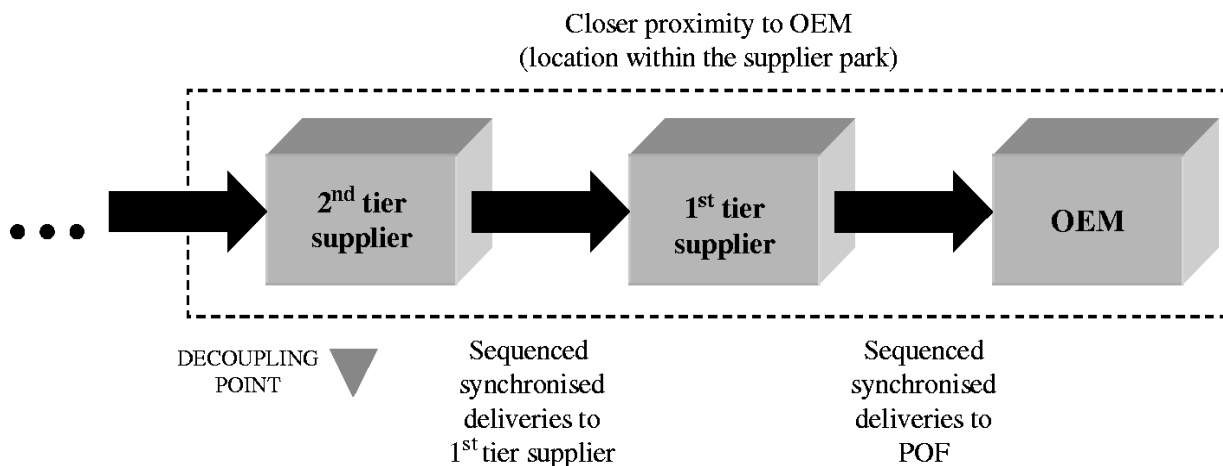 Closer proximity to OEM
(location within the supplier park)
2nd tier
supplier
1st tier
supplier
OEM
DECOUPLING
POINT
Sequenced
synchronised
deliveries to
1st tier supplier
Sequenced
synchronised
deliveries to
POF